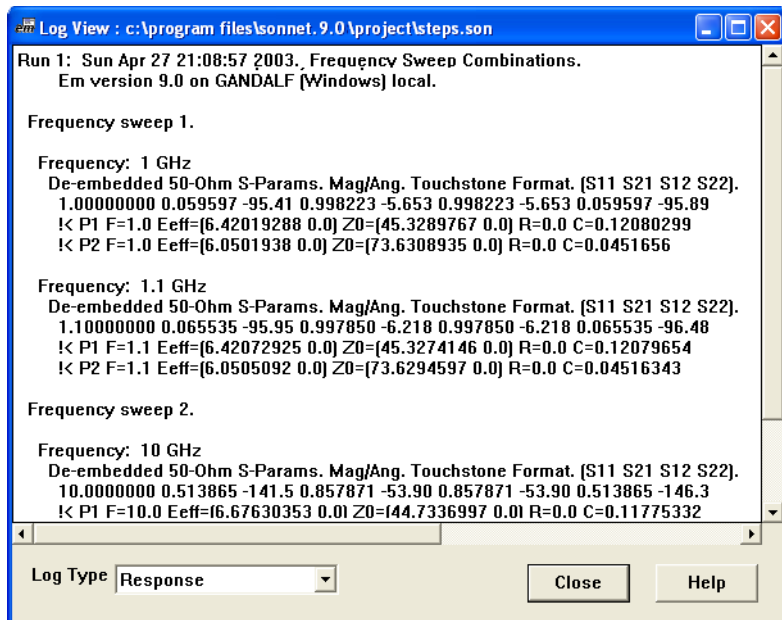 em Log View : c:\program files\sonnet.9.0\project\steps.son
Run 1: Sun Apr 27 21:08:57 2003. Frequency Sweep Combinations.
Em version 9.0 on GANDALF (Windows) local.
Frequency sweep 1.
Frequency: 1 GHz
De-embedded 50-Ohm S-Params. Mag/Ang. Touchstone Format. (S11 S21 S12 S22).
1.00000000 0.059597 -95.41 0.998223 -5.653 0.998223 -5.653 0.059597 -95.89
!< P1 F=1.0 Eeff=(6.42019288 0.0) Z0=(45.3289767 0.0) R=0.0 C=0.12080299
!< P2 F=1.0 Eeff=(6.0501938 0.0) Z0=(73.6308935 0.0) R=0.0 C=0.0451656
Frequency: 1.1 GHz
De-embedded 50-Ohm S-Params. Mag/Ang. Touchstone Format. (S11 S21 S12 S22).
1.10000000 0.065535 -95.95 0.997850 -6.218 0.997850 -6.218 0.065535 -96.48
!< P1 F=1.1 Eeff=(6.42072925 0.0) Z0=(45.3274146 0.0) R=0.0 C=0.12079654
!< P2 F=1.1 Eeff=(6.0505092 0.0) Z0=(73.6294597 0.0) R=0.0 C=0.04516343
Frequency sweep 2.
Frequency: 10 GHz
De-embedded 50-Ohm S-Params. Mag/Ang. Touchstone Format. (S11 S21 S12 S22).
10.0000000 0.513865 -141.5 0.857871 -53.90 0.857871 -53.90 0.513865 -146.3
!< P1 F=10.0 Eeff=(6.67630353 0.0) Z0=(44.7336997 0.0) R=0.0 C=0.11775332
Log Type Response
Close
Help